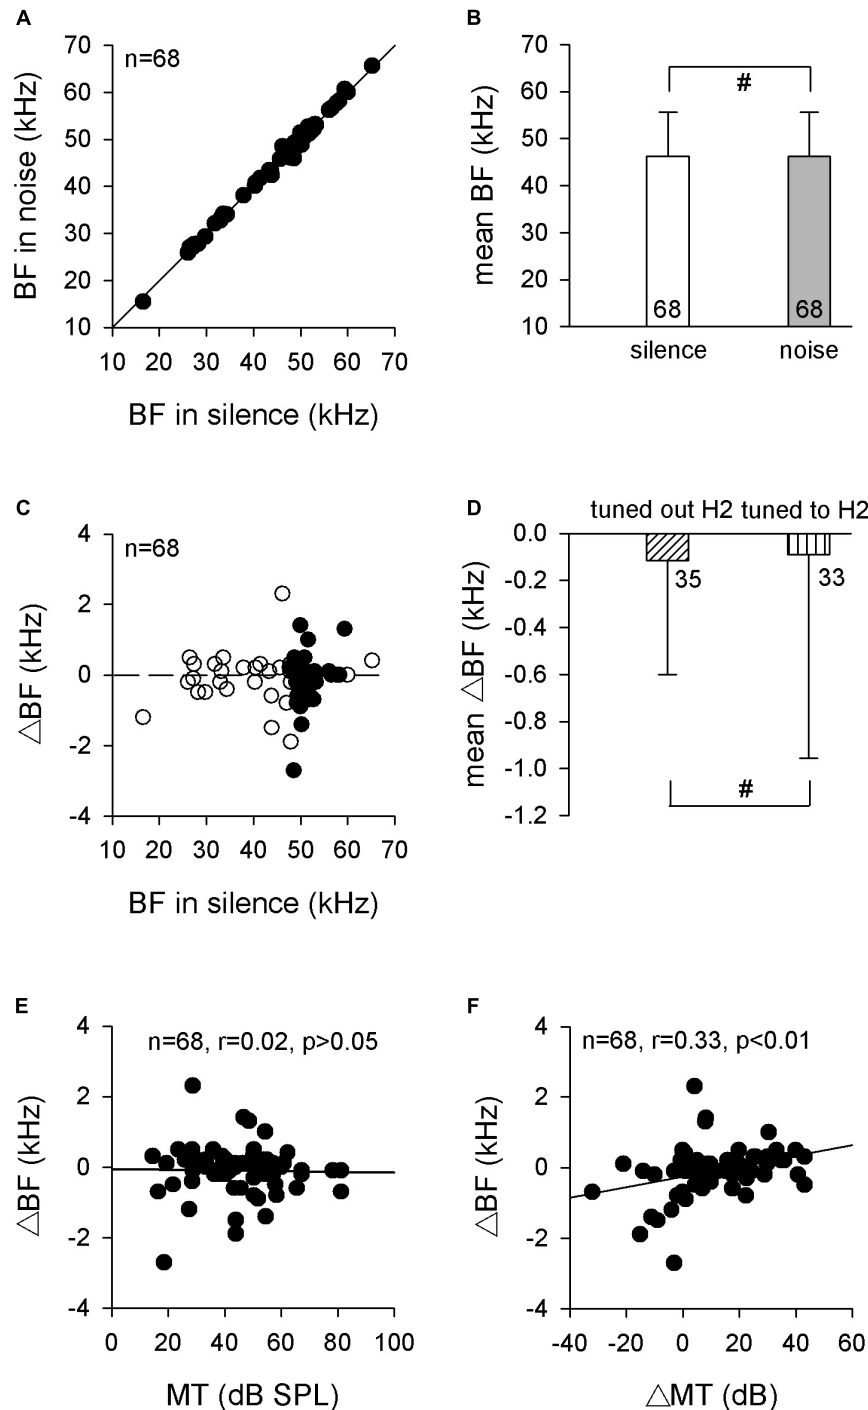 A
n=68
70
60
50
40
30
20
10
BF in noise (kHz)
10 20 30 40 50 60 70
BF in silence (kHz)
B
70
60
50
40
30
20
10
mean BF (kHz)
#
68 68
silence noise
C
n=68
4
2
0
-2
-4
△BF (kHz)
10 20 30 40 50 60 70
BF in silence (kHz)
D
tuned out H2 tuned to H2
0.0
-0.2
-0.4
-0.6
-0.8
-1.0
-1.2
mean △BF (kHz)
35 33
#
E
n=68, r=0.02, p>0.05
4
2
0
-2
-4
△BF (kHz)
0 20 40 60 80 100
MT (dB SPL)
F
n=68, r=0.33, p<0.01
4
2
0
-2
-4
△BF (kHz)
-40 -20 0 20 40 60
△MT (dB)